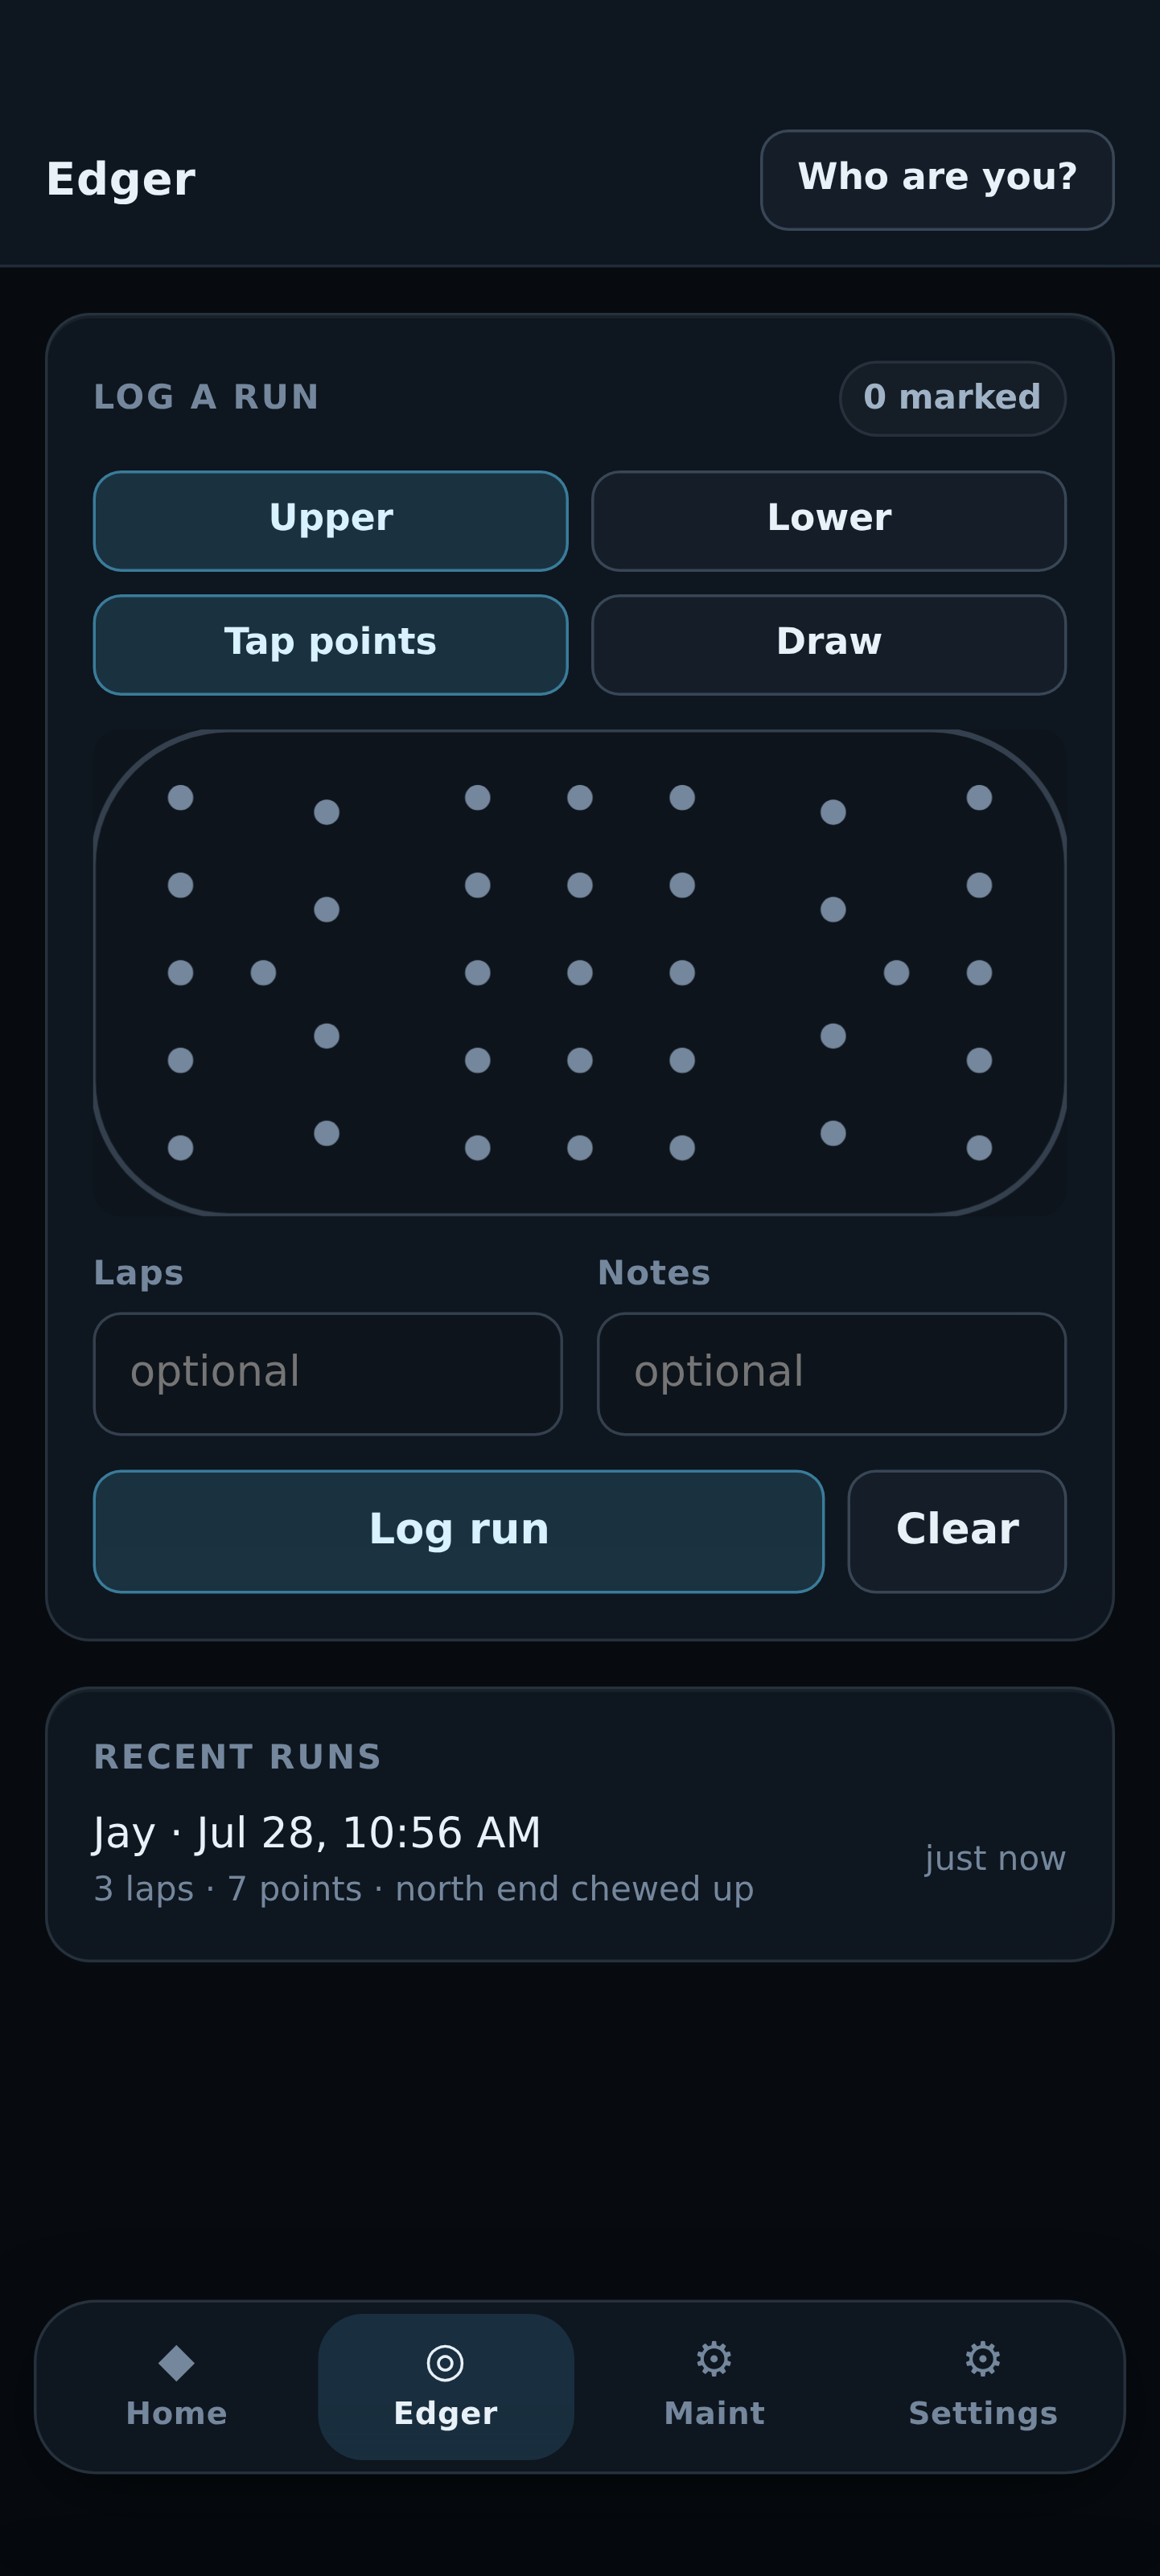 Edger
Who are you?
LOG A RUN
0 marked
Upper
Lower
Tap points
Draw
Laps
Notes
optional
optional
Log run
Clear
RECENT RUNS
Jay · Jul 28, 10:56 AM
just now
3 laps · 7 points · north end chewed up
Home
Edger
Maint
Settings